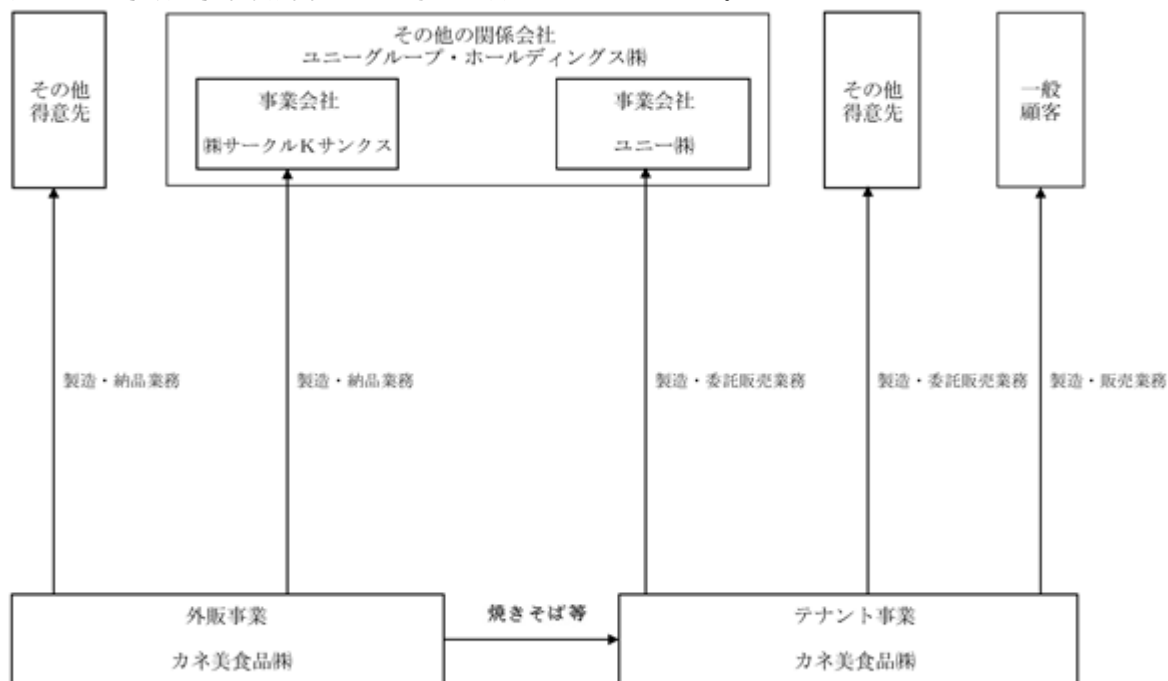 その他
得意先
その他の関係会社
ユニーグループ・ホールディングス㈱
事業会社
㈱サークルKサンクス
事業会社
ユニー㈱
その他
得意先
一般
顧客
製造・納品業務
製造・納品業務
製造・委託販売業務
製造・委託販売業務
製造・販売業務
外販事業
カネ美食品㈱
焼きそば等
テナント事業
カネ美食品㈱